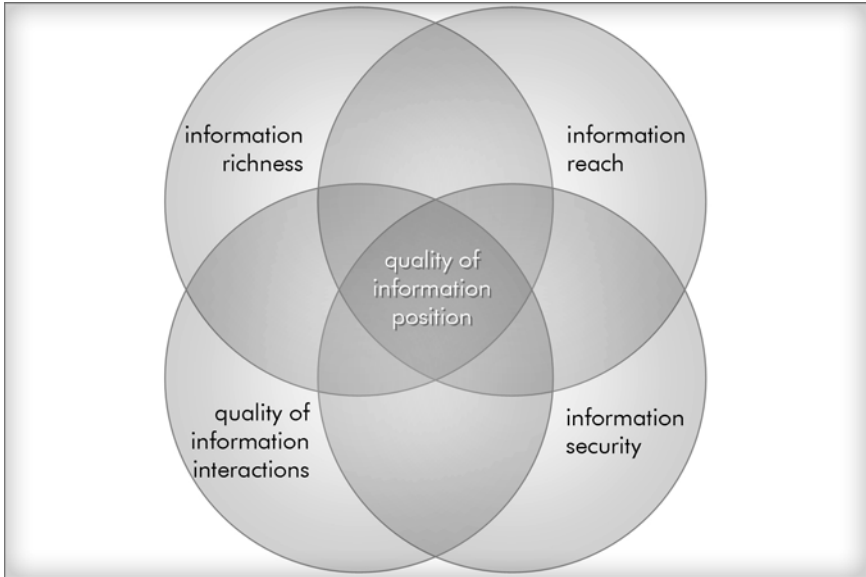 information
richness
information
reach
quality of
information
position
quality of
information
interactions
information
security